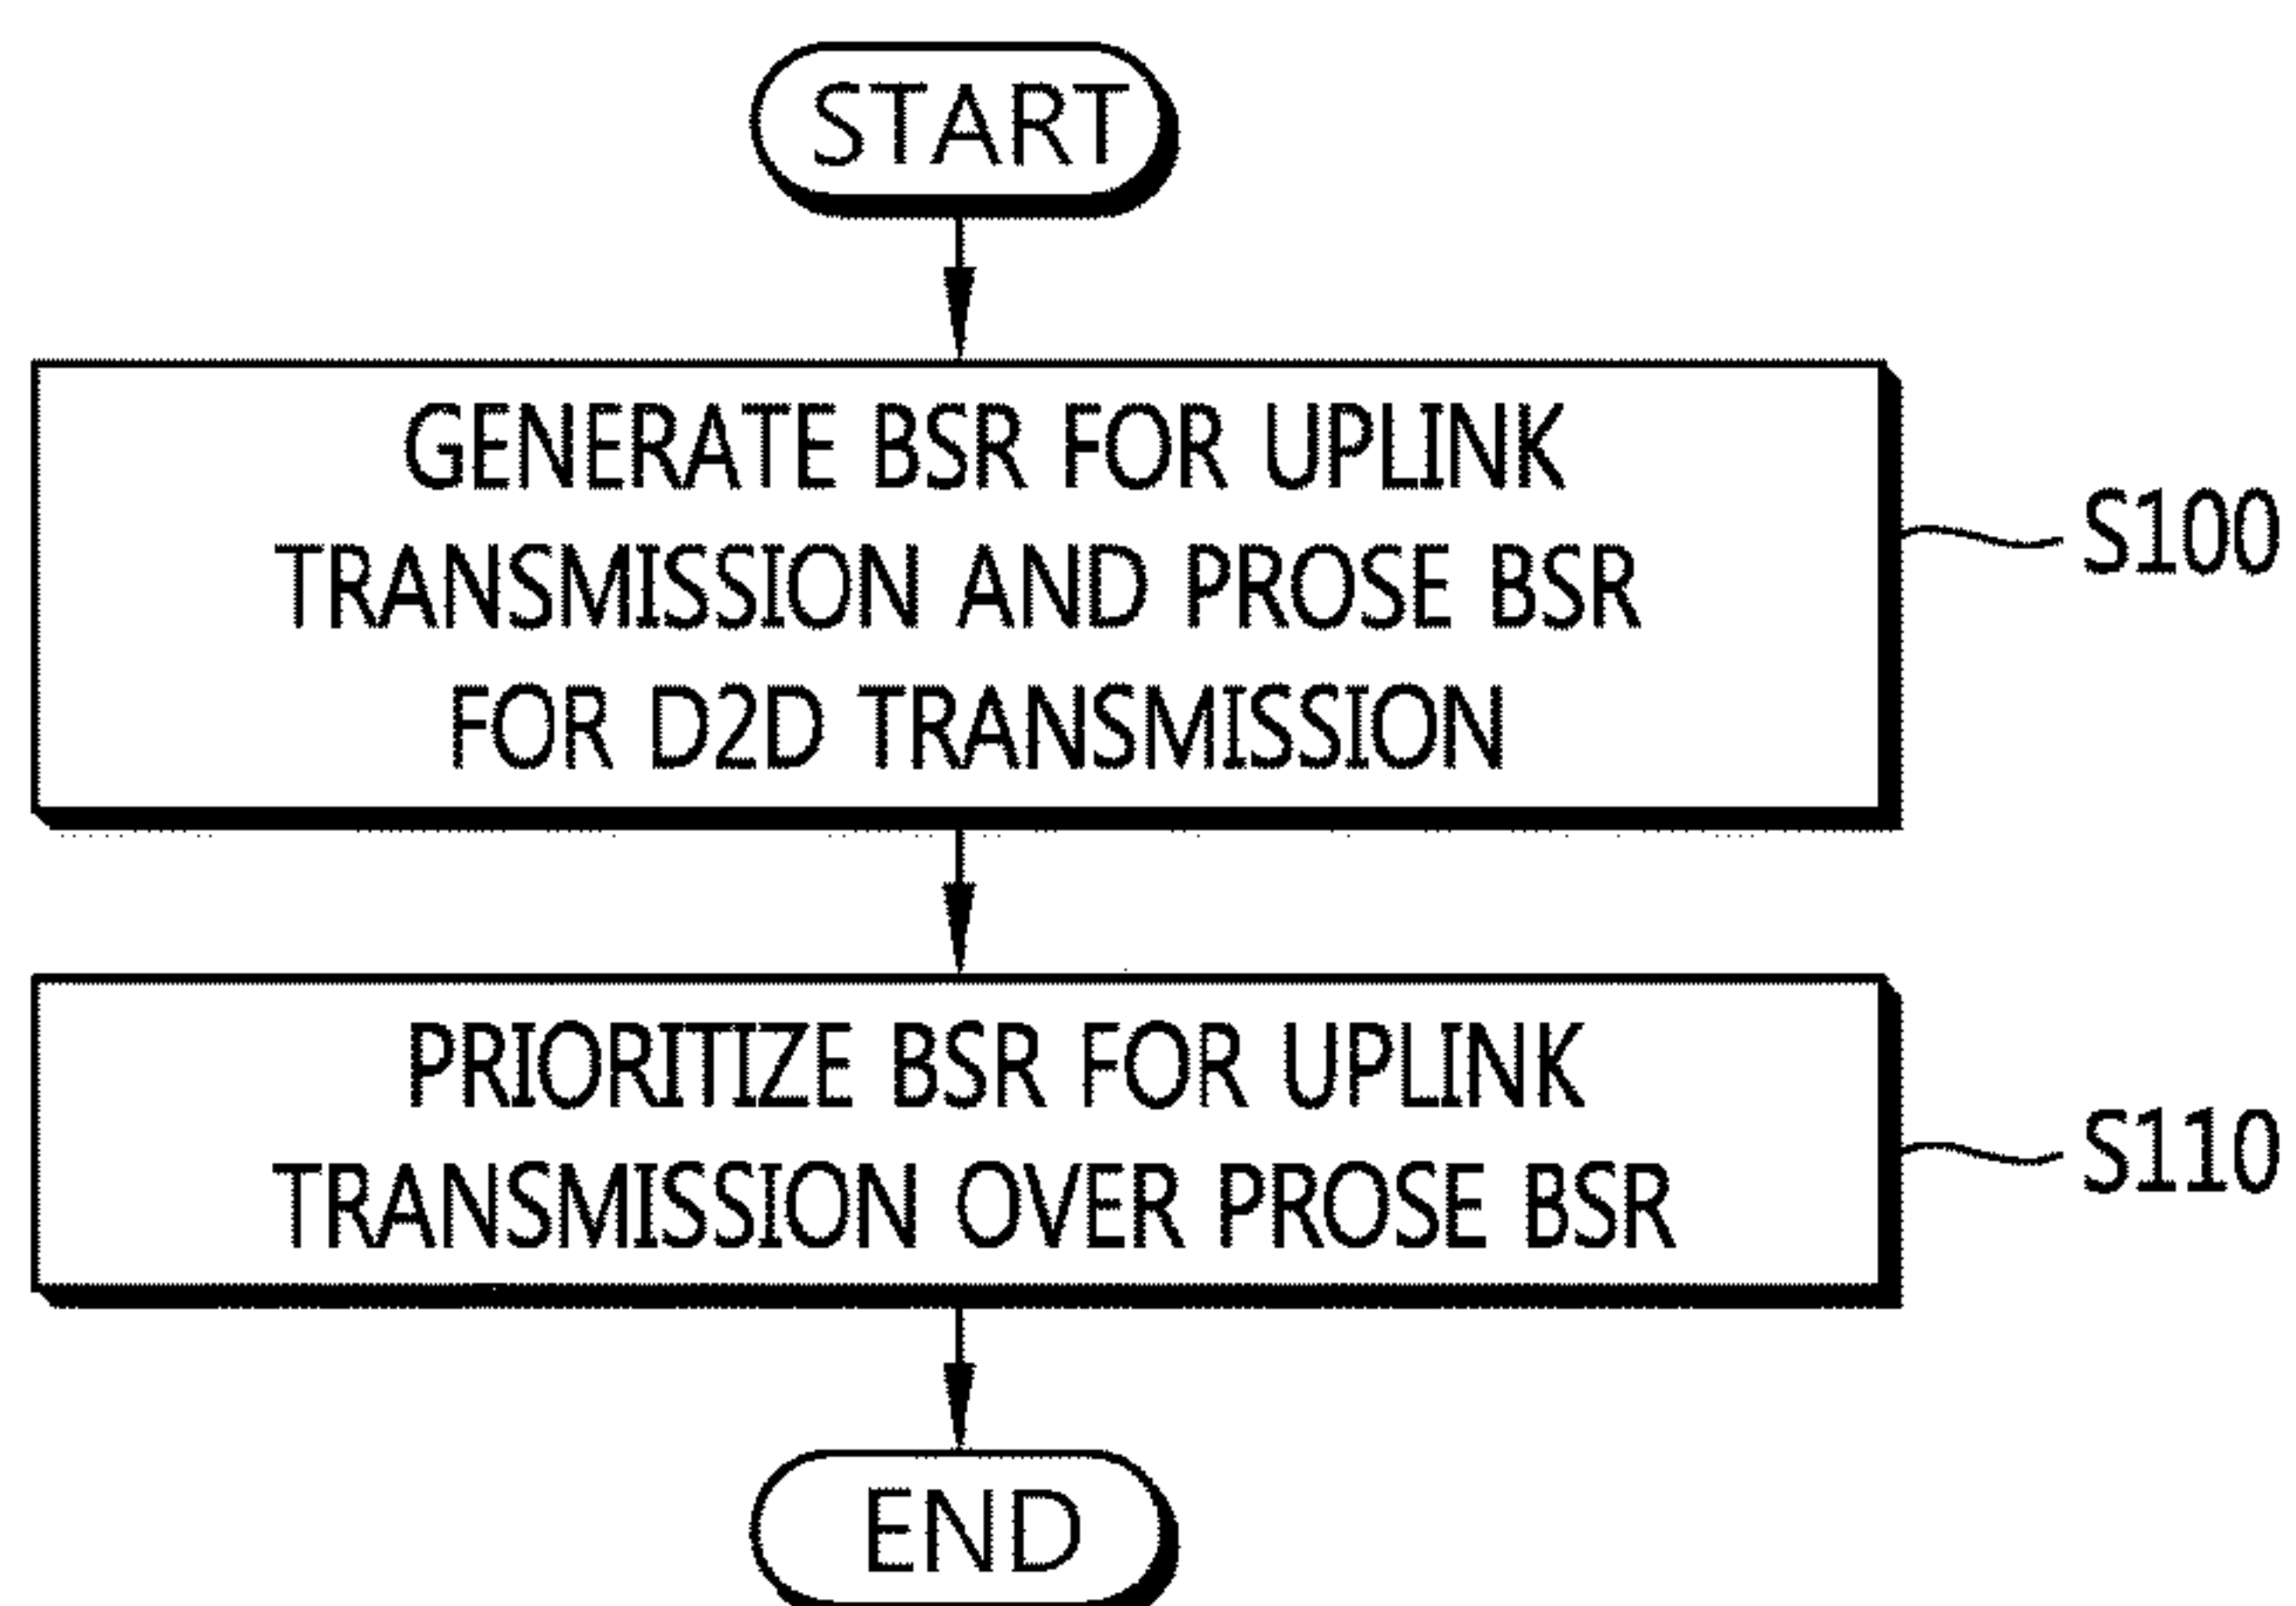 START
GENERATE BSR FOR UPLINK
TRANSMISSION AND PROSE BSR
FOR D2D TRANSMISSION
S100
PRIORITIZE BSR FOR UPLINK
TRANSMISSION OVER PROSE BSR
S110
END